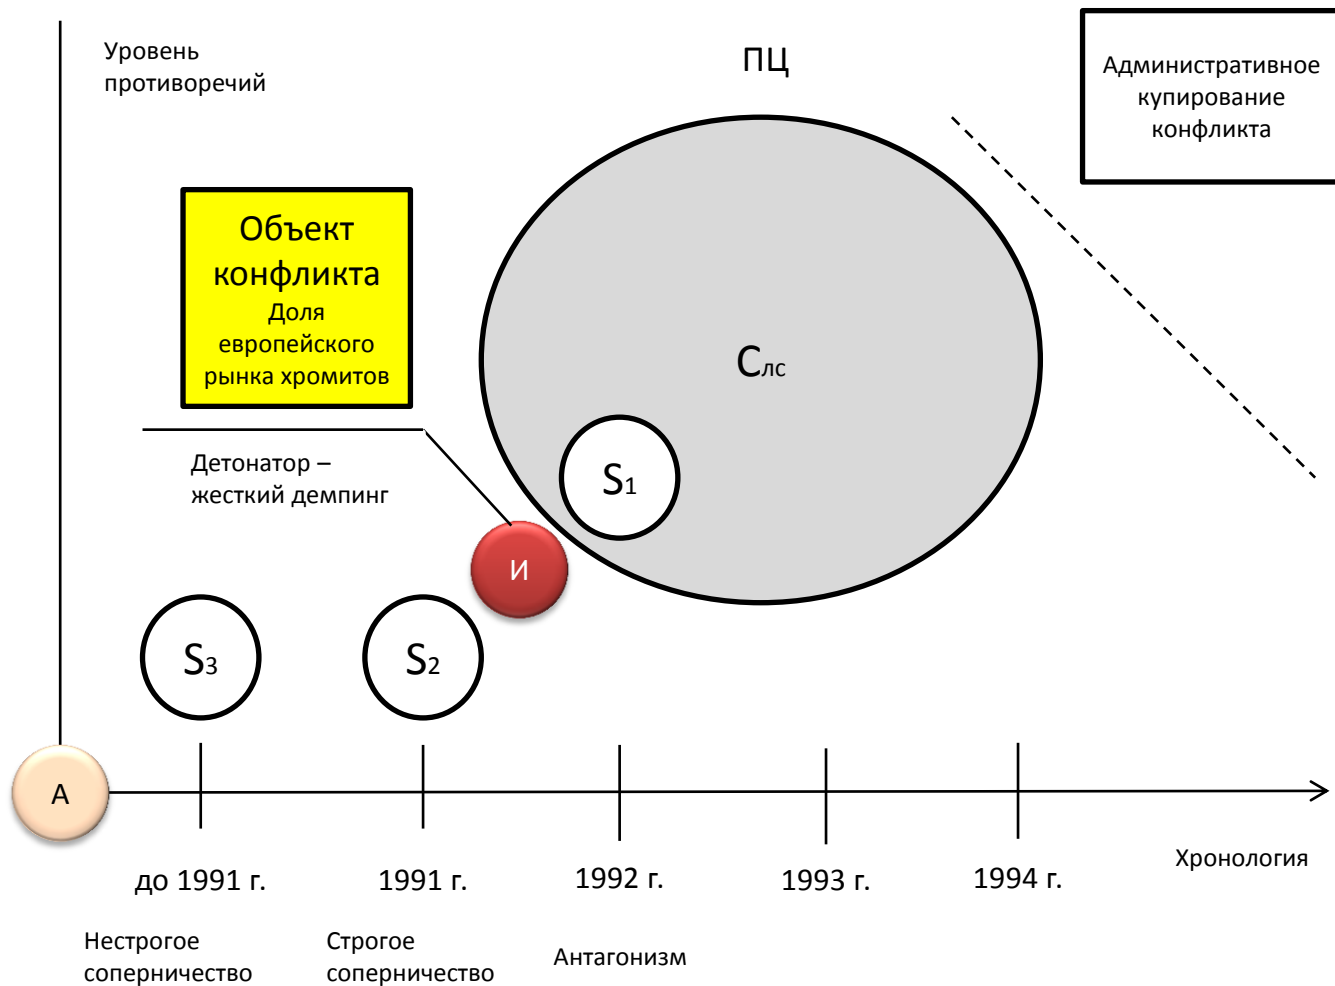 Уровень
противоречий
ПЦ
Административное
купирование
конфликта
Объект
конфликта
Доля
европейского
рынка хромитов
Cлс
Детонатор –
жесткий демпинг
S1
И
S3
S2
А
Хронология
до 1991 г.
1991 г.
1992 г.
1993 г.
1994 г.
Нестрогое
соперничество
Строгое
соперничество
Антагонизм